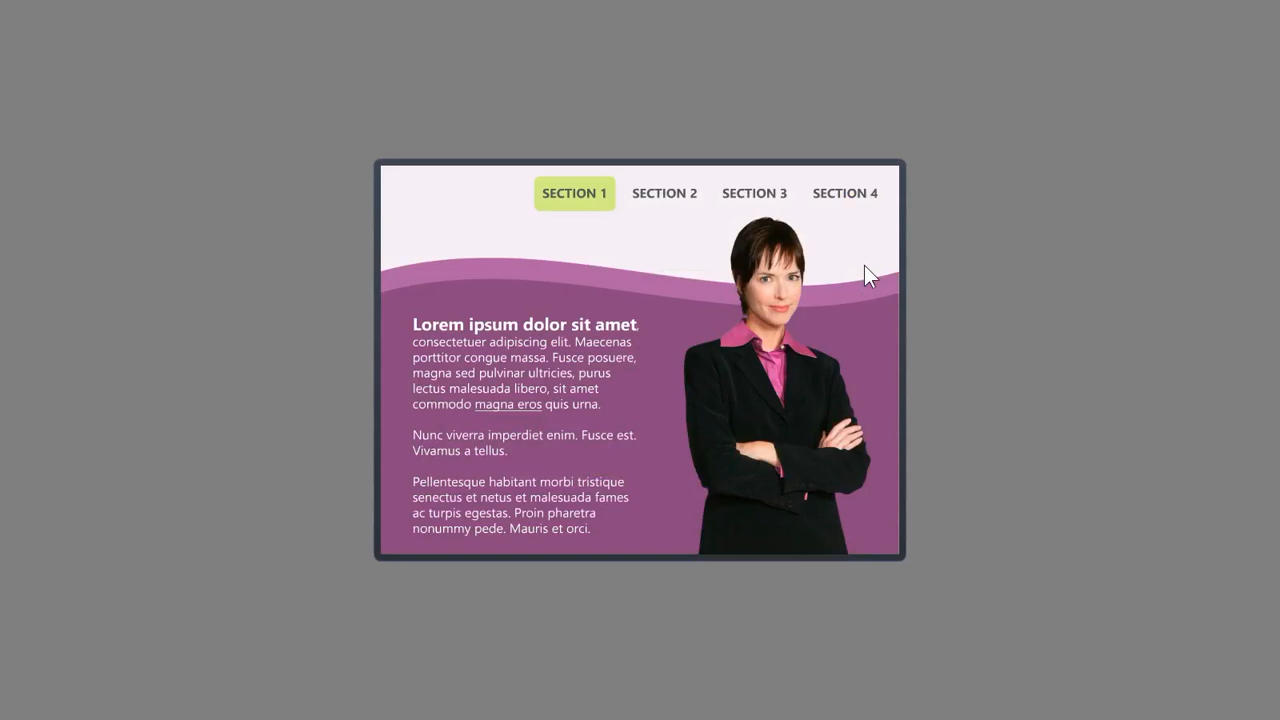 SECTION 1 SECTION 2 SECTION 3 SECTION 4
Lorem ipsum dolor sit amet,
consectetuer adipiscing elit. Maecenas
porttitor congue massa. Fusce posuere,
magna sed pulvinar ultricies, purus
lectus malesuada libero, sit amet
commodo magna eros quis urna.
Nunc viverra imperdiet enim. Fusce est.
Vivamus a tellus.
Pellentesque habitant morbi tristique
senectus et netus et malesuada fames
ac turpis egestas. Proin pharetra
nonummy pede. Mauris et orci.